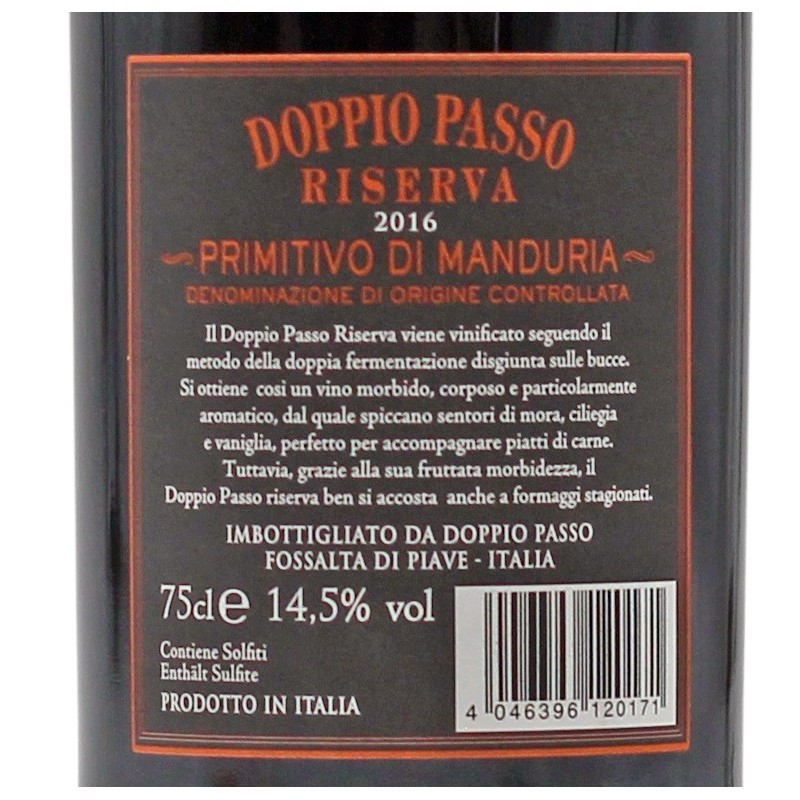 DOPPIO PASSO
RISERVA
2016
~PRIMITIVO DI MANDURIA~
DENOMINAZIONE DI ORIGINE CONTROLLATA
Il Doppio Passo Riserva viene vinificato seguendo il
metodo della doppia fermentazione disgiunta sulle bucce.
Si ottiene cosi un vino morbido, corposo e particolarmente
aromatico, dal quale spiccano sentori di mora, ciliegia
e vaniglia, perfetto per accompagnare piatti di carne.
Tuttavia, grazie alla sua fruttata morbidezza, il
Doppio Passo riserva ben si accosta anche a formaggi stagionati.
IMBOTTIGLIATO DA DOPPIO PASSO
FOSSALTA DI PIAVE - ITALIA
75cl e 14,5% vol
Contiene Solfiti
Enthält Sulfite
PRODOTTO IN ITALIA
4 046396 120171